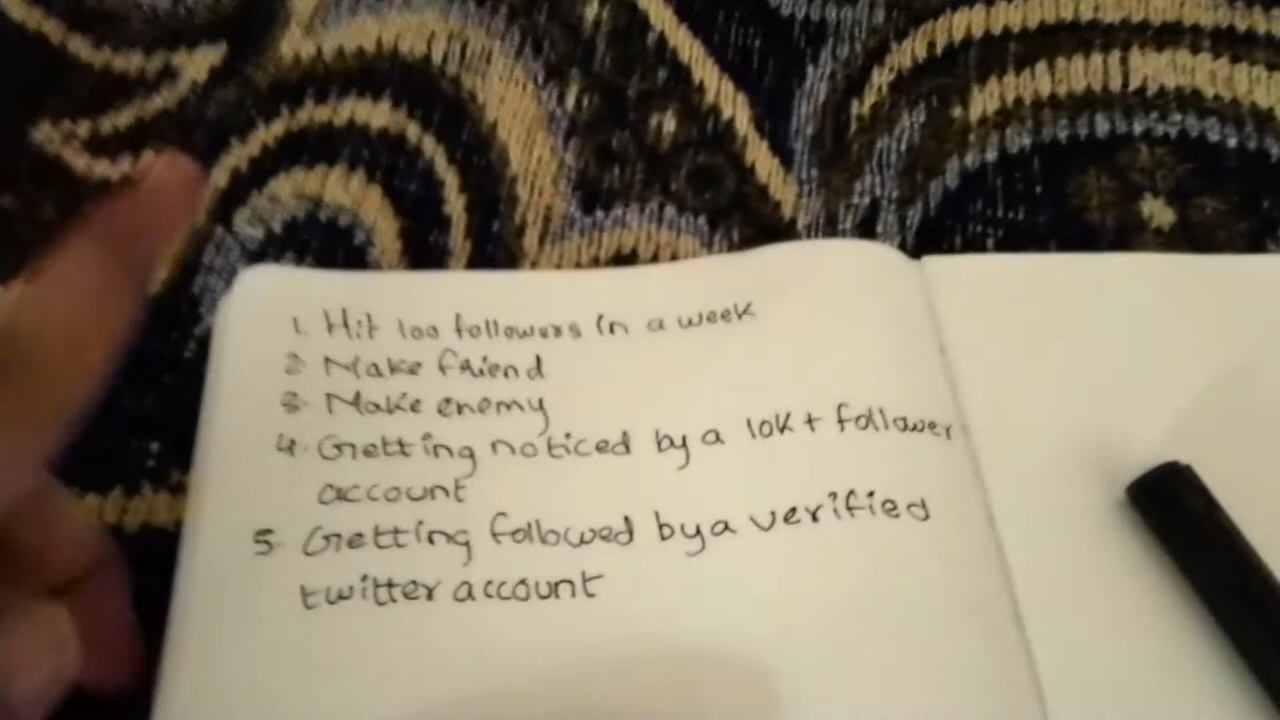 1. Hit 100 followers in a week
2. Make friend
3. Make enemy
4. Getting noticed by a 10K+ follower
account
5. Getting followed by a verified
twitter account